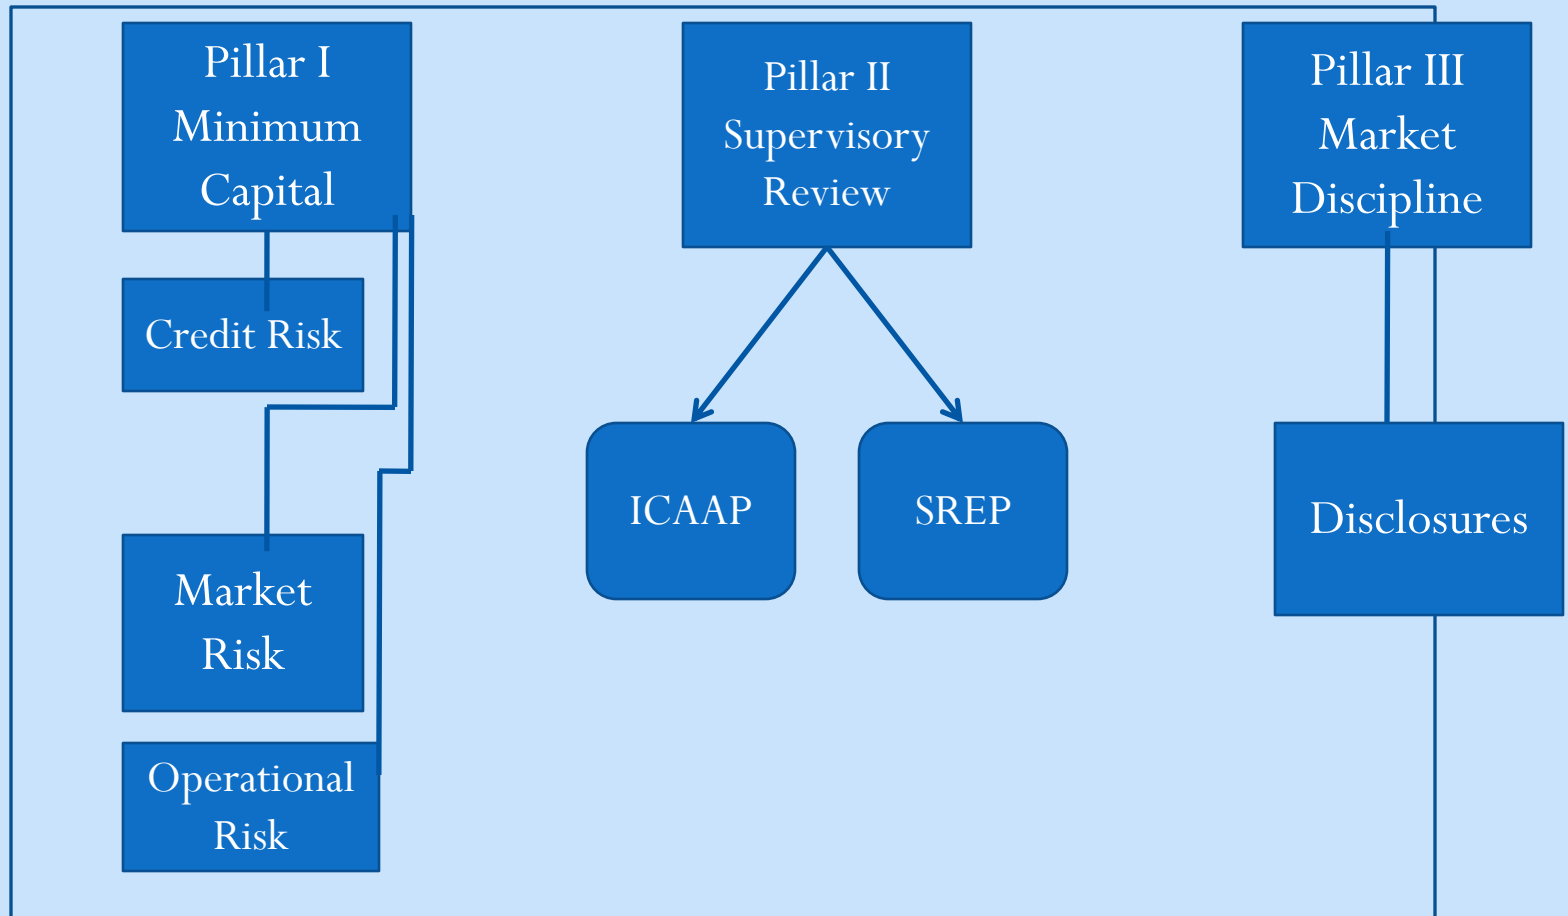 Pillar I
Minimum
Capital
Credit Risk
Market
Risk
Operational
Risk
Pillar II
Supervisory
Review
ICAAP
SREP
Pillar III
Market
Discipline
Disclosures